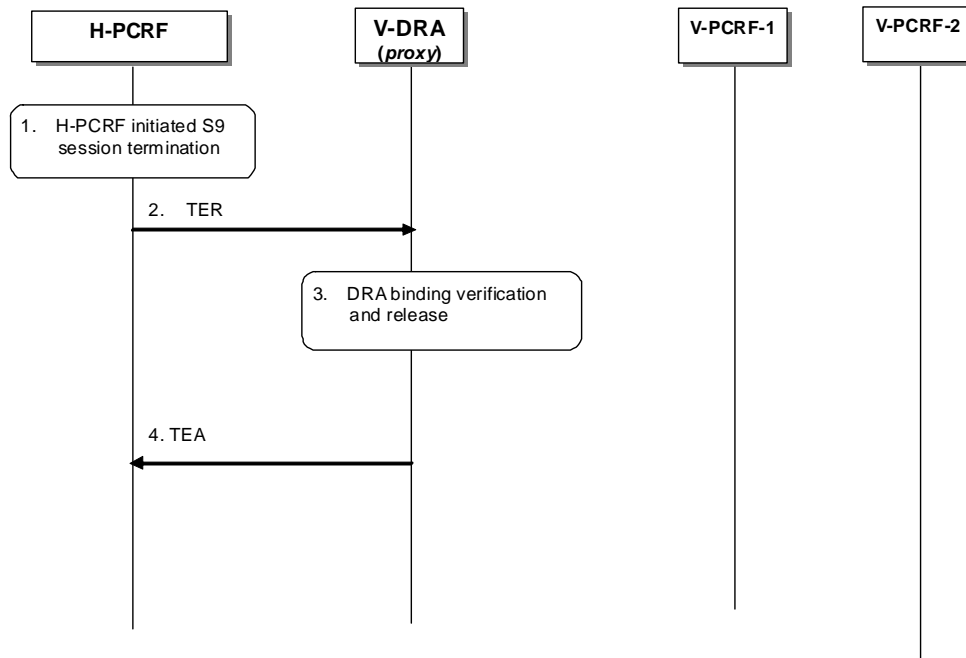 H-PCRF
V-DRA
(proxy)
V-PCRF-1
V-PCRF-2
1. H-PCRF initiated S9
session termination
2. TER
3. DRA binding verification
and release
4. TEA